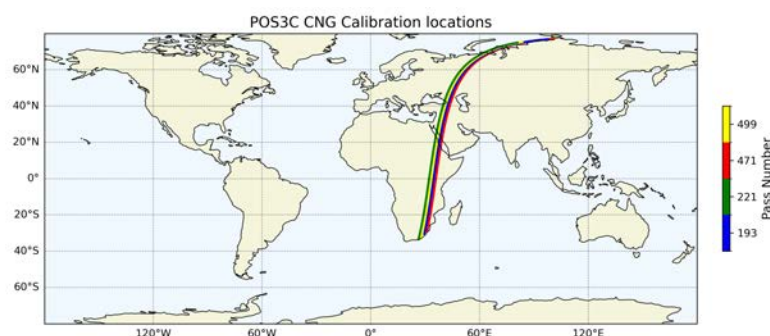 POS3C CNG Calibration locations
60°N
40°N
20°N
0°
20°S
40°S
60°S
120°W
60°W
0°
60°E
120°E
499
471
221
193
Pass Number